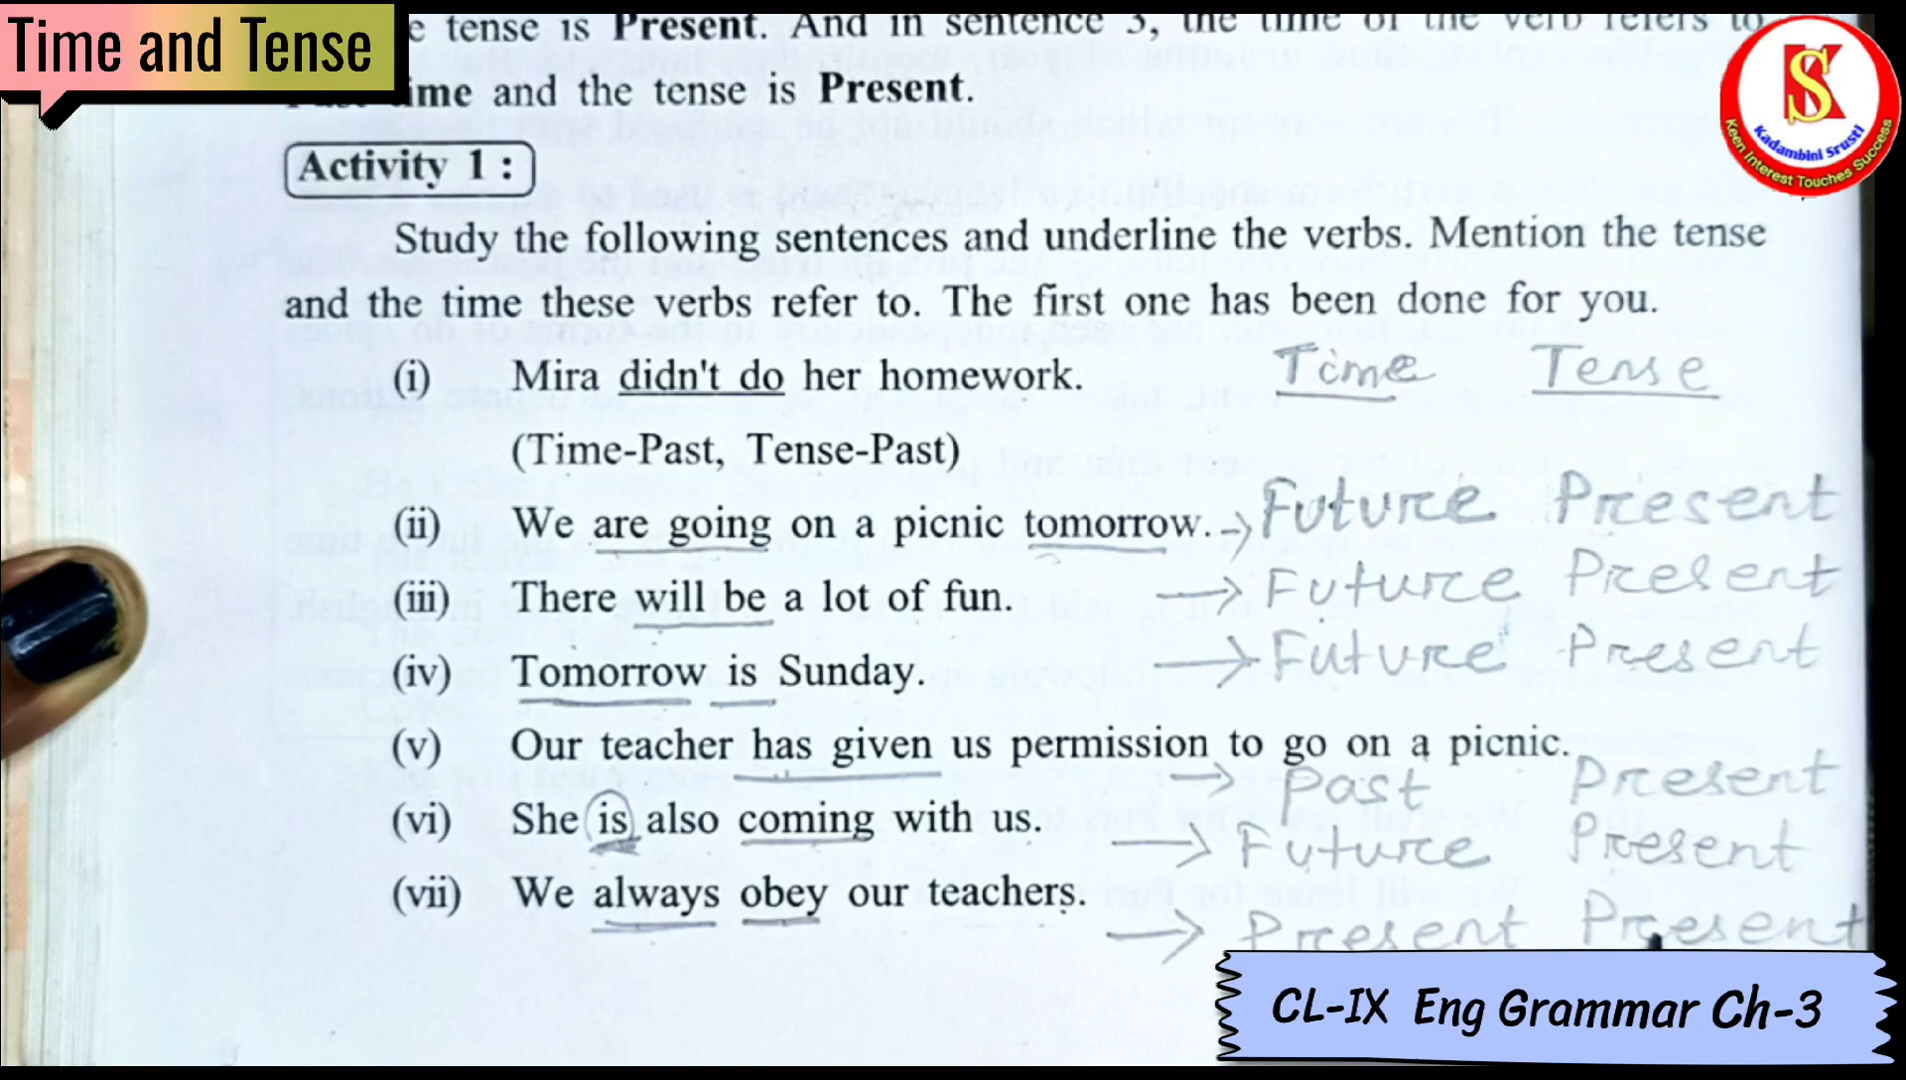 Time and Tense
e tense is Present. And in sentence 3, the time of the verb refers to
time and the tense is Present.
KS
Kadambini Srusti
Keen Interest Touches Success
Activity 1 :
Study the following sentences and underline the verbs. Mention the tense
and the time these verbs refer to. The first one has been done for you.
(i) Mira didn't do her homework. Time Tense
(Time-Past, Tense-Past)
(ii) We are going on a picnic tomorrow. → Future Present
(iii) There will be a lot of fun. → Future Present
(iv) Tomorrow is Sunday. → Future Present
(v) Our teacher has given us permission to go on a picnic.
→ Past Present
(vi) She is also coming with us. → Future Present
(vii) We always obey our teachers.
→ Present Present
CL-IX Eng Grammar Ch-3